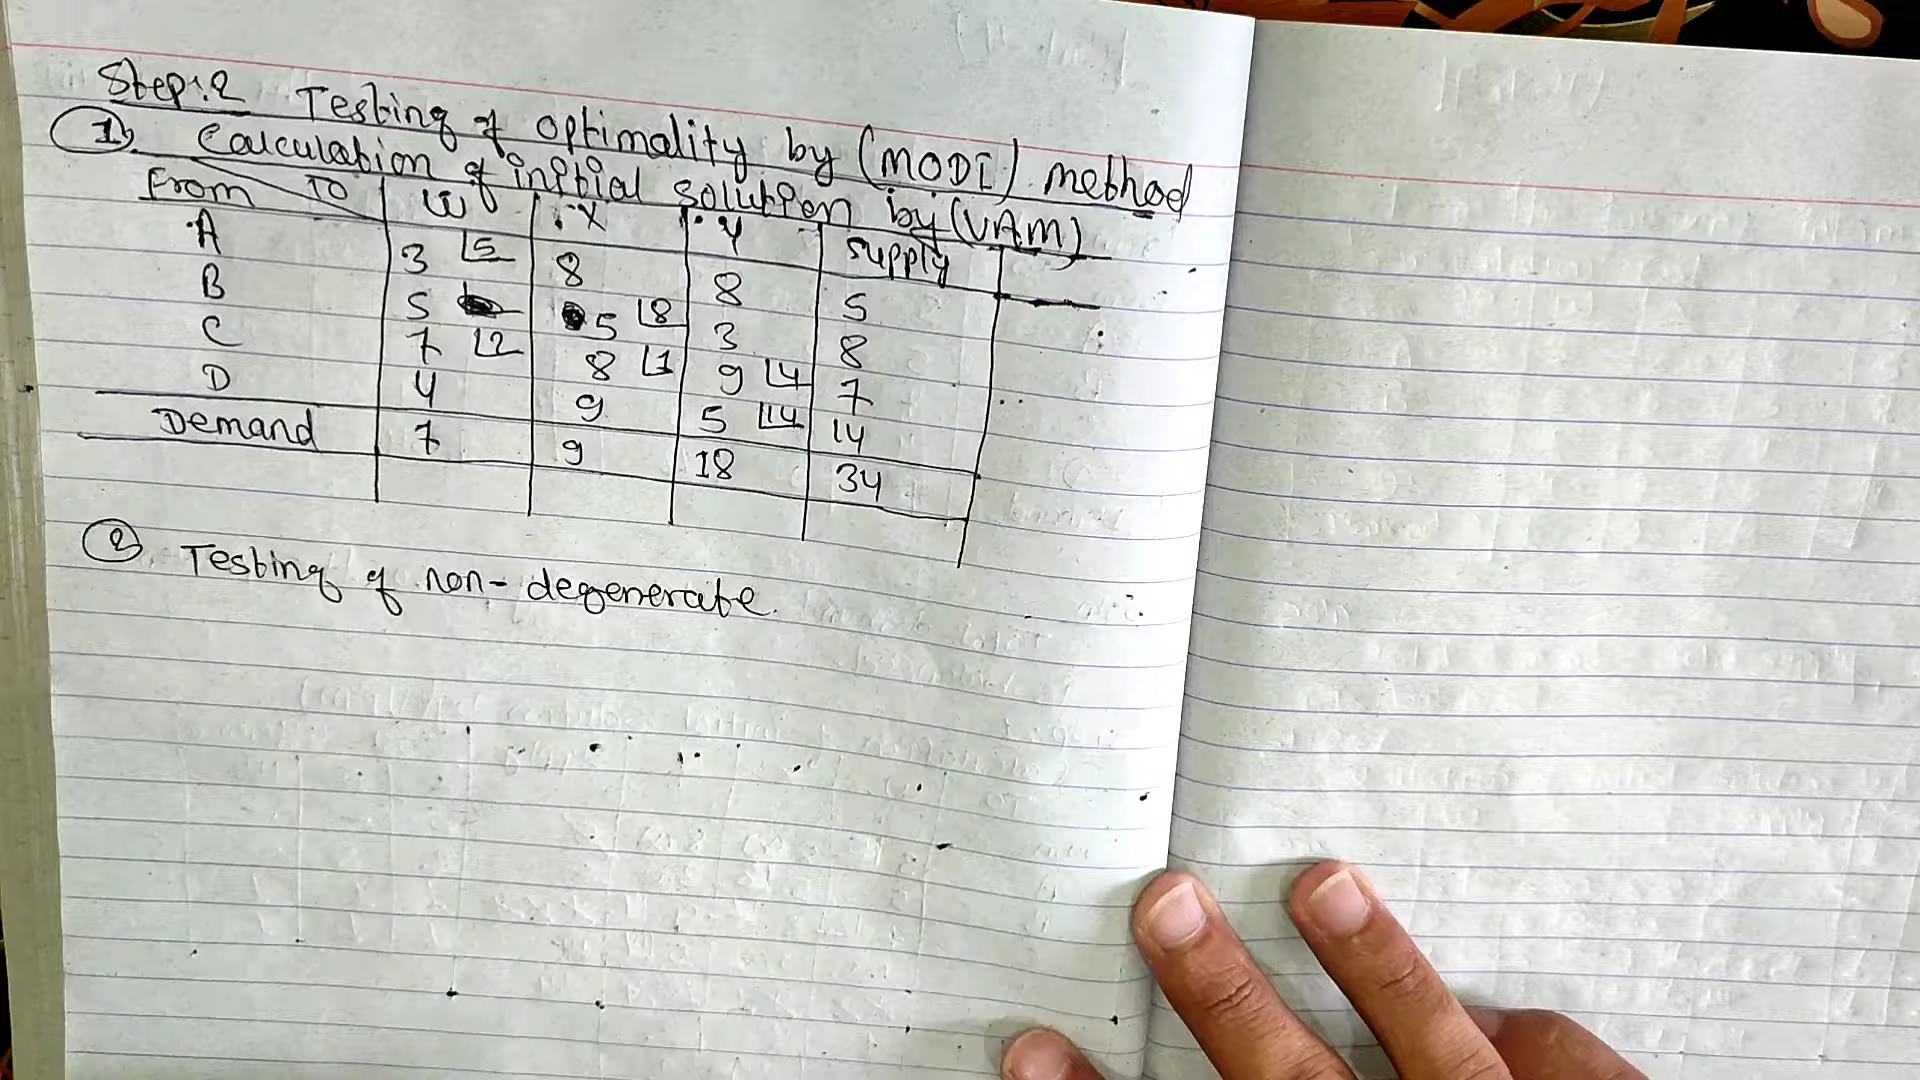 Step:2 Testing of optimality by (MODI) method
1) Calculation of initial solution by (VAM)
From To W X Y Supply
A 3 5 8 8 5
B 5 5 8 3 8
C 7 2 8 1 9 4 7
D 4 9 5 14 14
Demand 7 9 18 34
2 Testing of non-degenerate.